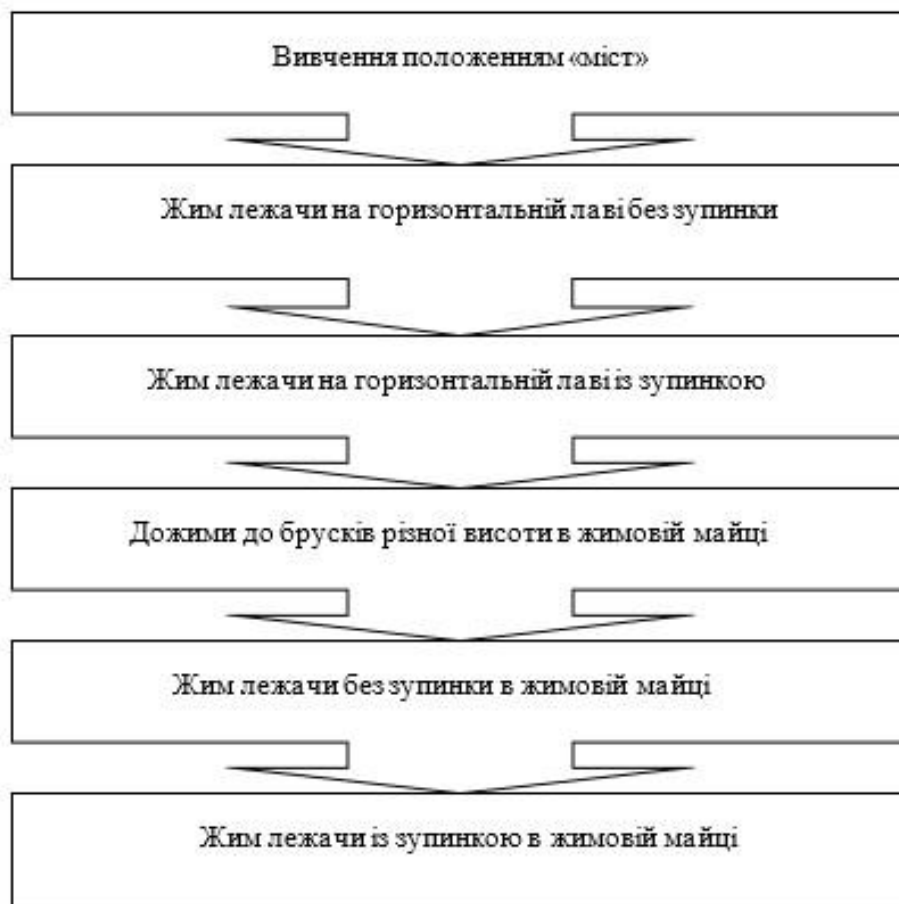 Вивчення положенням «міст»
Жим лежачи на горизонтальній лаві без зупинки
Жим лежачи на горизонтальній лаві із зупинкою
Дожими до брусків різної висоти в жимовій майці
Жим лежачи без зупинки в жимовій майці
Жим лежачи із зупинкою в жимовій майці